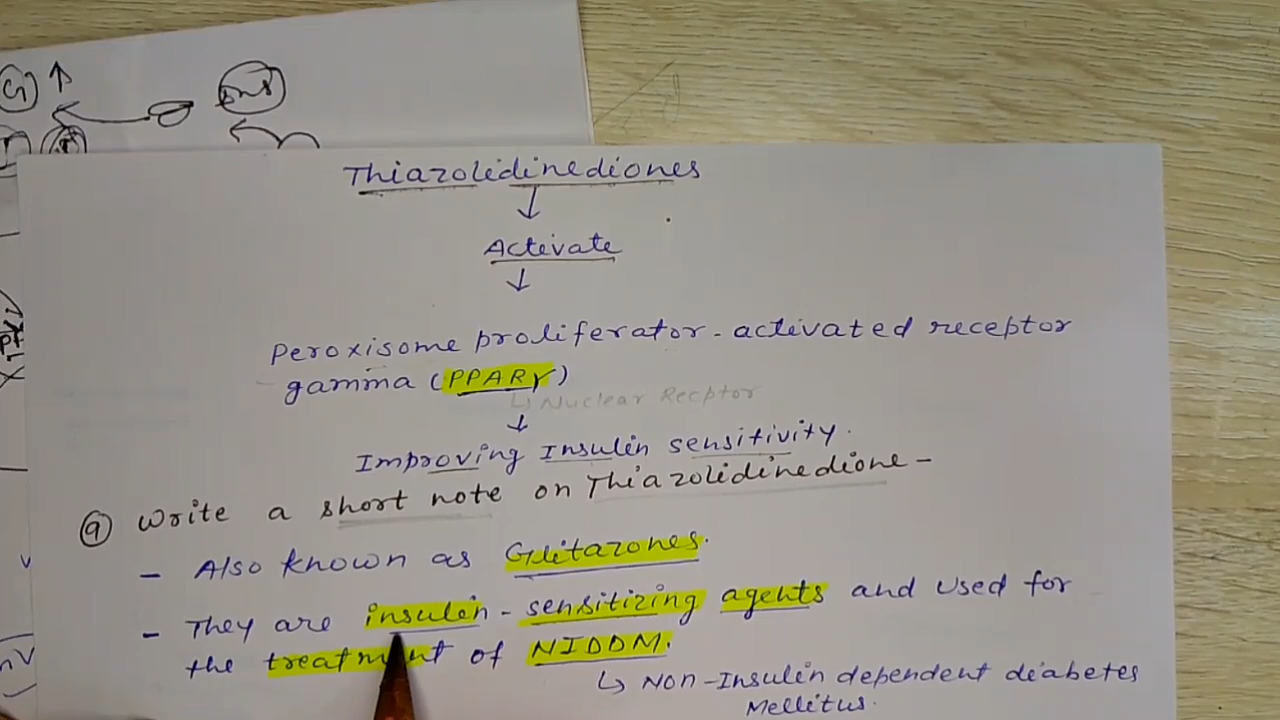 G ↑
Thiazolidinediones
↓
Activate
↓
Peroxisome proliferator-activated receptor
gamma (PPARγ)
↳ Nuclear Receptor
↓
Improving Insulin sensitivity.
Q Write a short note on Thiazolidinedione -
- Also known as Glitazones.
- They are insulin-sensitizing agents and used for
the treatment of NIDDM.
↳ Non-Insulin dependent diabetes
Mellitus.